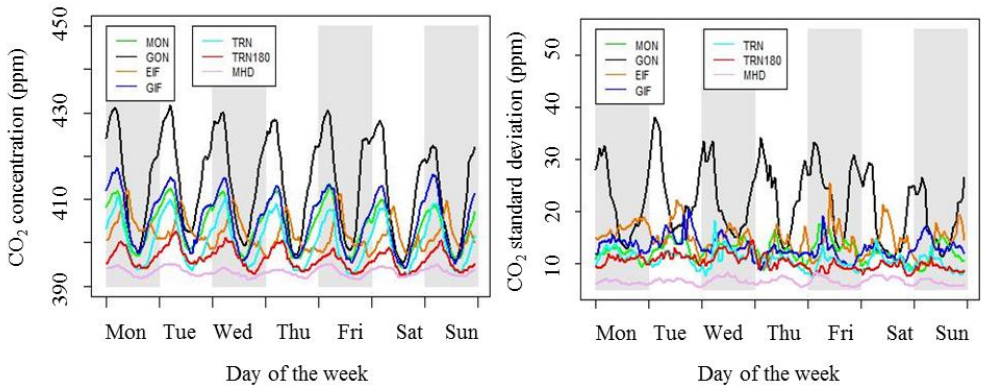 CO₂ concentration (ppm)
450
430
410
390
MON
GON
EIF
GIF
TRN
TRN180
MHD
Mon Tue Wed Thu Fri Sat Sun
Day of the week
CO₂ standard deviation (ppm)
50
40
30
20
10
MON
GON
EIF
GIF
TRN
TRN180
MHD
Mon Tue Wed Thu Fri Sat Sun
Day of the week